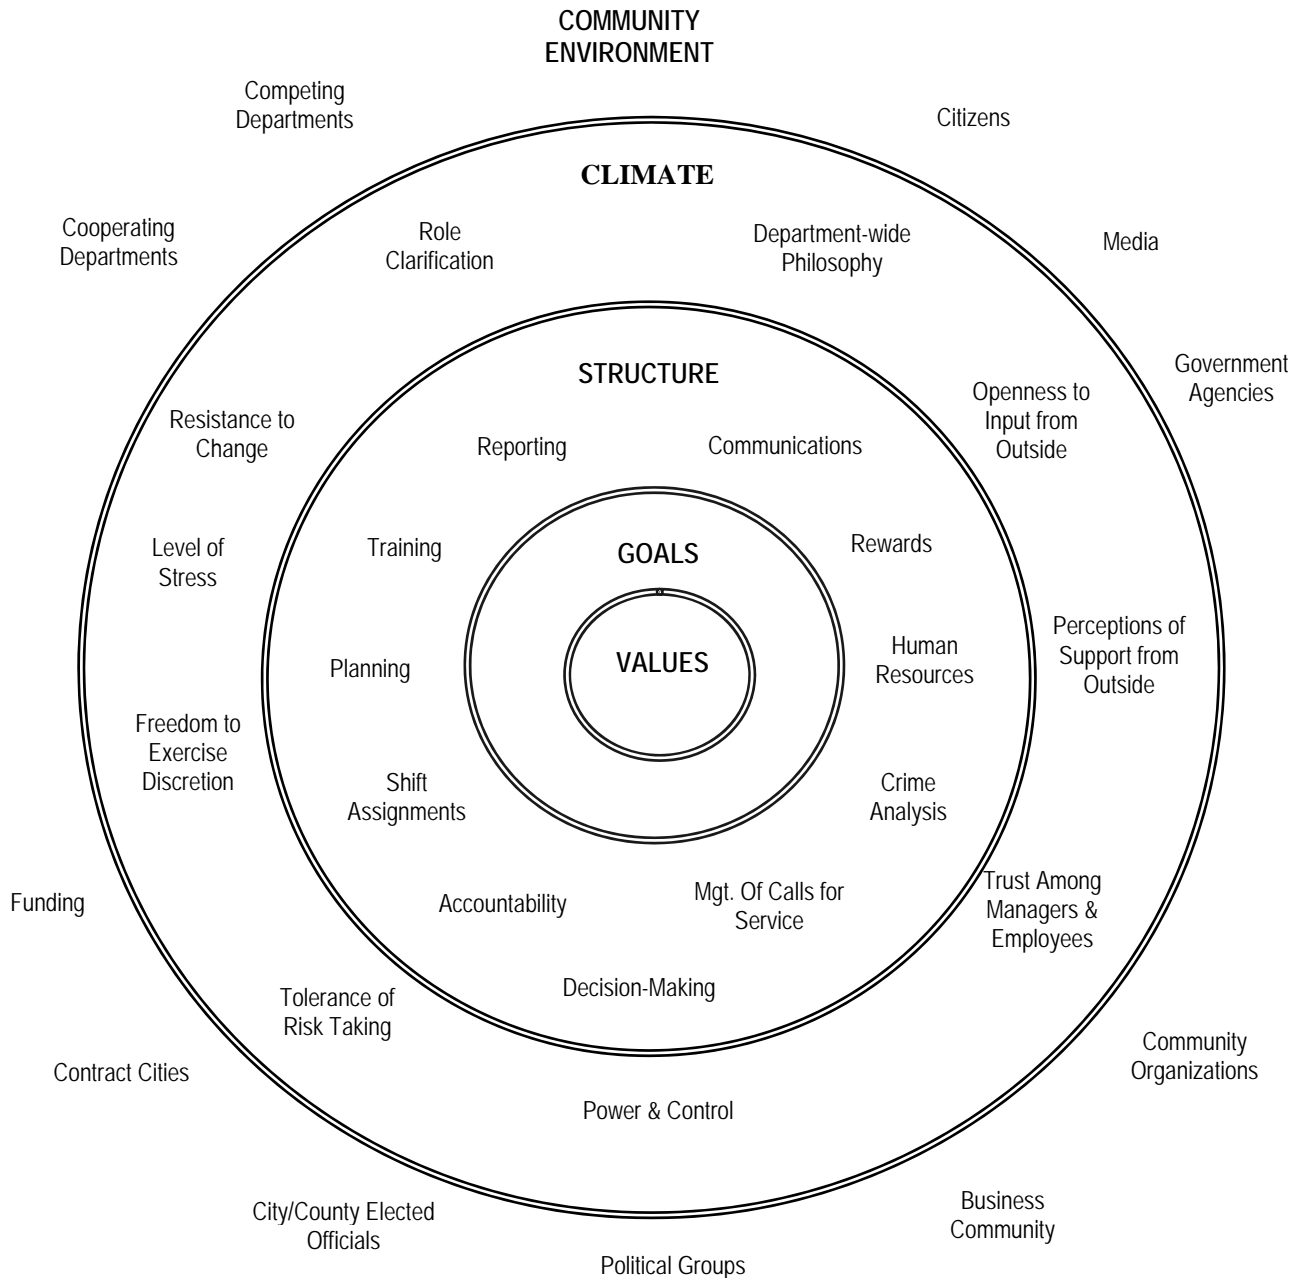 COMMUNITY
ENVIRONMENT
Competing
Departments
Citizens
CLIMATE
Cooperating
Departments
Role
Clarification
Department-wide
Philosophy
Media
Government
Agencies
STRUCTURE
Openness to
Input from
Outside
Resistance to
Change
Reporting
Communications
Level of
Stress
Training
GOALS
Rewards
Perceptions of
Support from
Outside
Planning
VALUES
Human
Resources
Freedom to
Exercise
Discretion
Shift
Assignments
Crime
Analysis
Funding
Accountability
Mgt. Of Calls for
Service
Trust Among
Managers &
Employees
Decision-Making
Tolerance of
Risk Taking
Contract Cities
Community
Organizations
Power & Control
City/County Elected
Officials
Business
Community
Political Groups